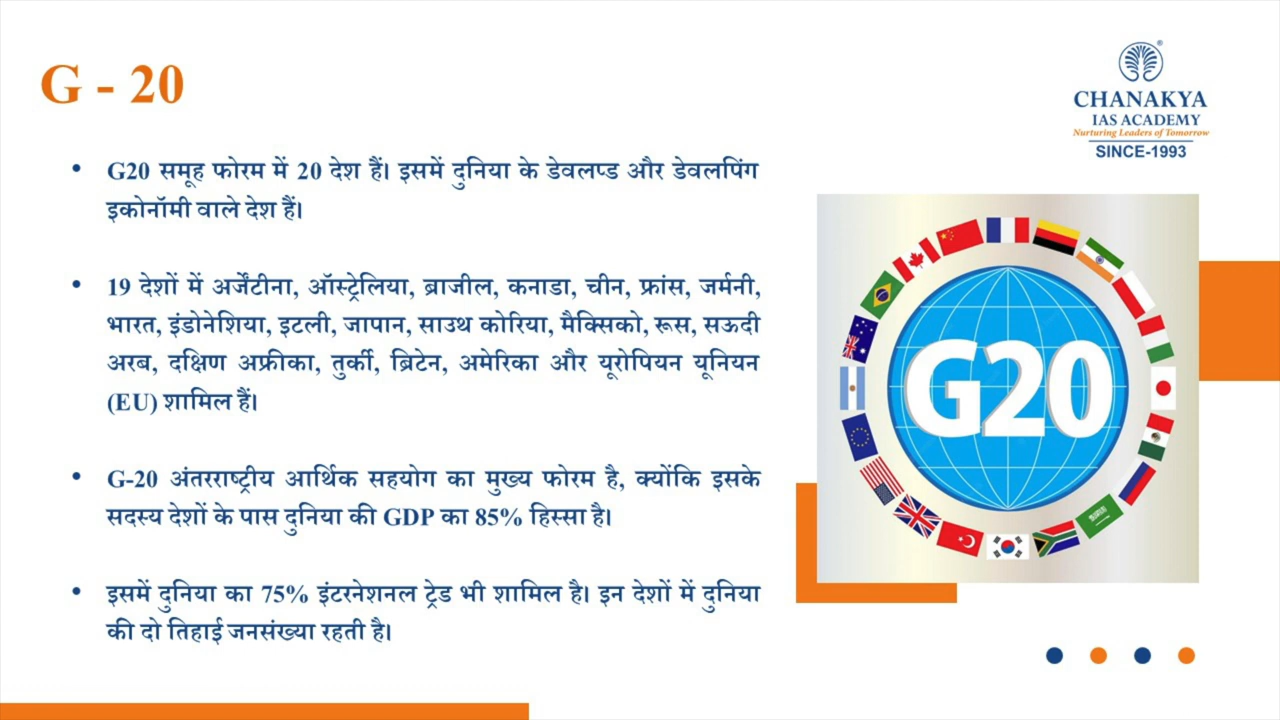 G - 20
CHANAKYA
IAS ACADEMY
Nurturing Leaders of Tomorrow
SINCE-1993
• G20 समूह फोरम में 20 देश हैं। इसमें दुनिया के डेवलप्ड और डेवलपिंग
इकोनॉमी वाले देश हैं।
• 19 देशों में अर्जेंटीना, ऑस्ट्रेलिया, ब्राजील, कनाडा, चीन, फ्रांस, जर्मनी,
भारत, इंडोनेशिया, इटली, जापान, साउथ कोरिया, मैक्सिको, रूस, सऊदी
अरब, दक्षिण अफ्रीका, तुर्की, ब्रिटेन, अमेरिका और यूरोपियन यूनियन
(EU) शामिल हैं।
• G-20 अंतरराष्ट्रीय आर्थिक सहयोग का मुख्य फोरम है, क्योंकि इसके
सदस्य देशों के पास दुनिया की GDP का 85% हिस्सा है।
• इसमें दुनिया का 75% इंटरनेशनल ट्रेड भी शामिल है। इन देशों में दुनिया
की दो तिहाई जनसंख्या रहती है।
G20